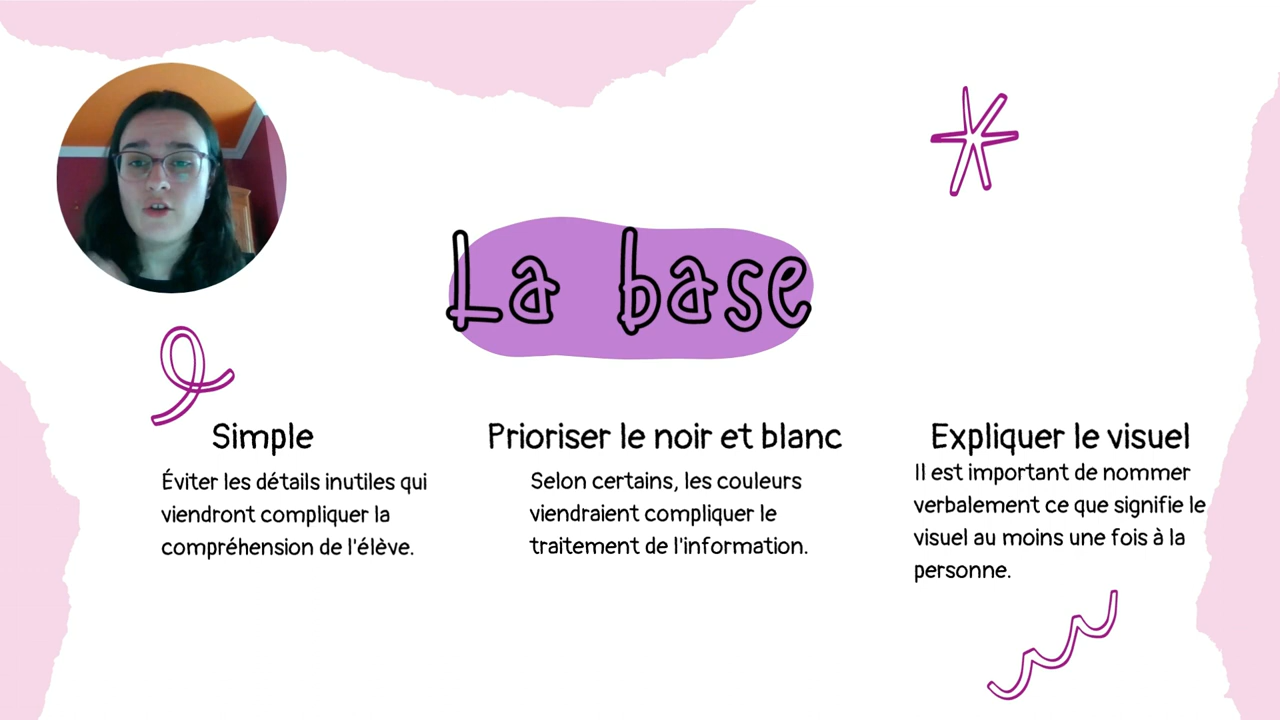 La base
Simple
Éviter les détails inutiles qui
viendront compliquer la
compréhension de l'élève.
Prioriser le noir et blanc
Selon certains, les couleurs
viendraient compliquer le
traitement de l'information.
Expliquer le visuel
Il est important de nommer
verbalement ce que signifie le
visuel au moins une fois à la
personne.